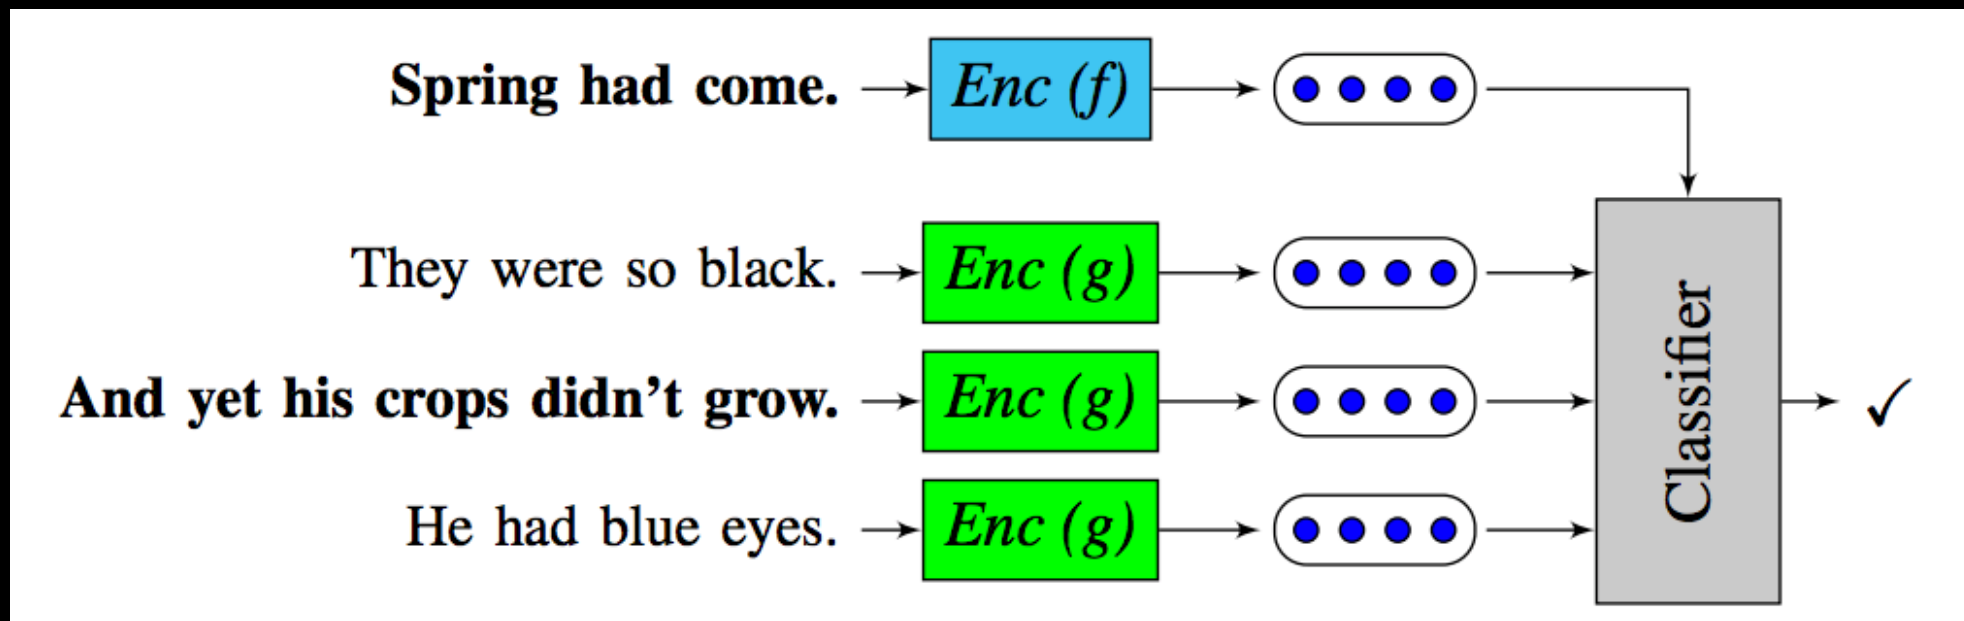 Spring had come. Enc (f)
They were so black. Enc (g)
And yet his crops didn't grow. Enc (g)
He had blue eyes. Enc (g)
Classifier
✓